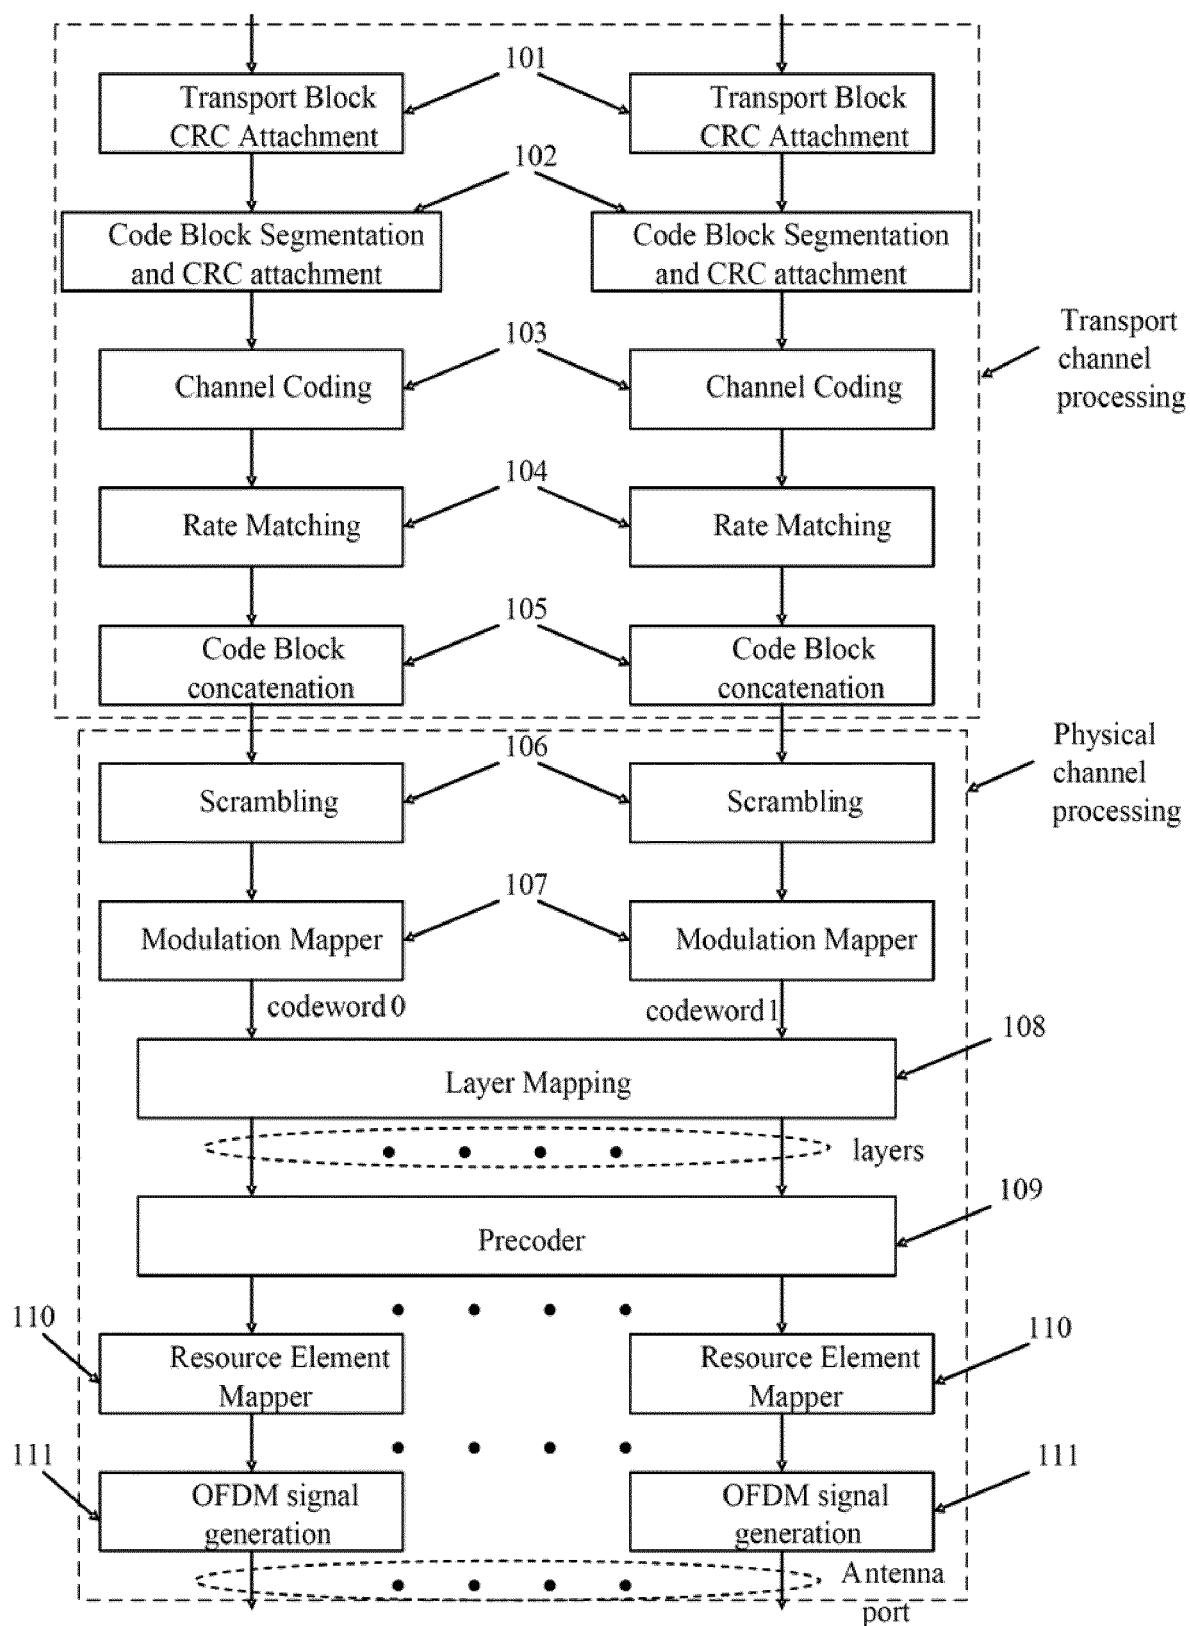 101
Transport Block
CRC Attachment
Transport Block
CRC Attachment
102
Code Block Segmentation
and CRC attachment
Code Block Segmentation
and CRC attachment
Transport
channel
processing
103
Channel Coding
Channel Coding
104
Rate Matching
Rate Matching
105
Code Block
concatenation
Code Block
concatenation
Physical
channel
processing
106
Scrambling
Scrambling
107
Modulation Mapper
Modulation Mapper
codeword 0
codeword 1
108
Layer Mapping
layers
109
Precoder
110
Resource Element
Mapper
Resource Element
Mapper
110
111
OFDM signal
generation
OFDM signal
generation
111
Antenna
port